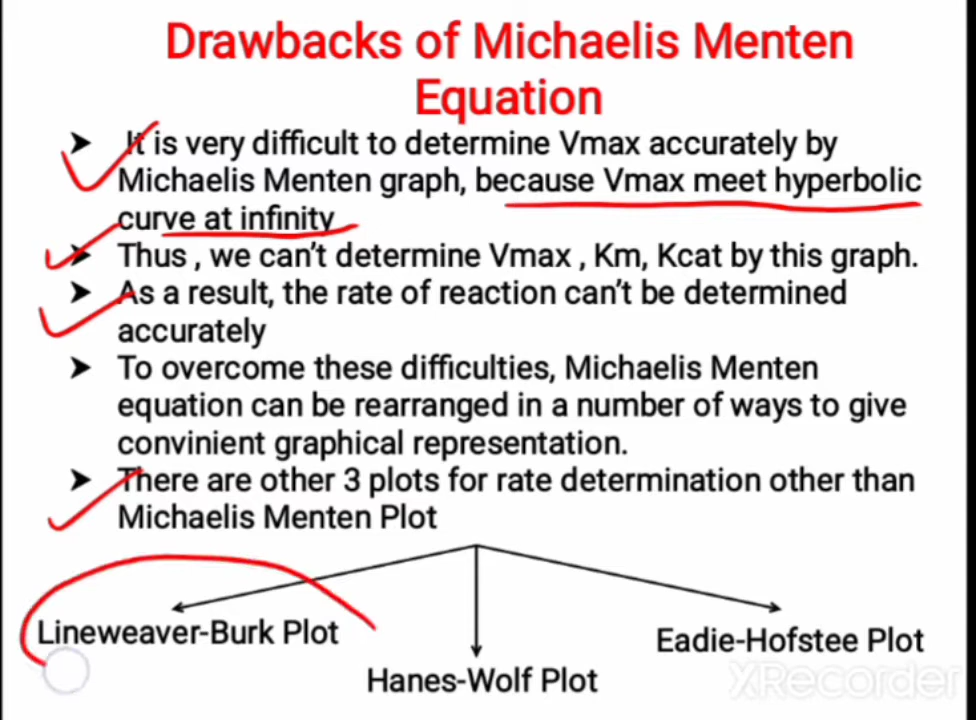 Drawbacks of Michaelis Menten
Equation
➤ It is very difficult to determine Vmax accurately by
Michaelis Menten graph, because Vmax meet hyperbolic
curve at infinity
➤ Thus , we can't determine Vmax , Km, Kcat by this graph.
➤ As a result, the rate of reaction can't be determined
accurately
➤ To overcome these difficulties, Michaelis Menten
equation can be rearranged in a number of ways to give
convinient graphical representation.
➤ There are other 3 plots for rate determination other than
Michaelis Menten Plot
Lineweaver-Burk Plot
Eadie-Hofstee Plot
Hanes-Wolf Plot
XRecorder